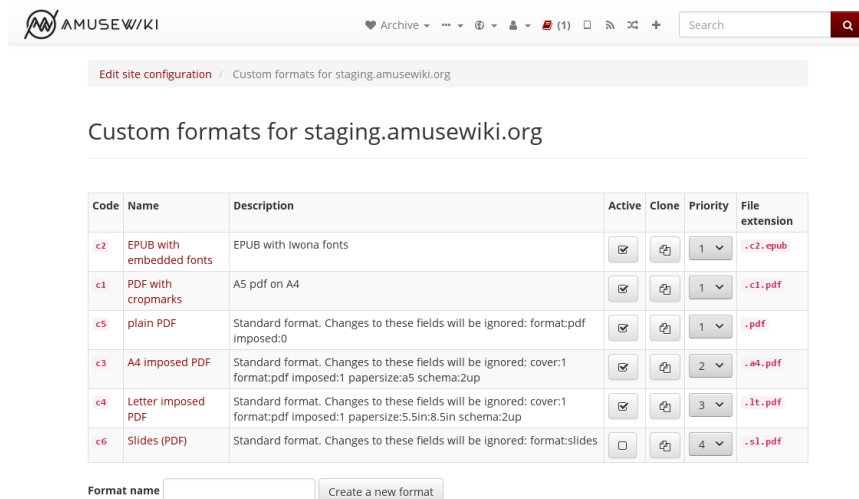 AMUSEWIKI
Archive
(1)
Search
Edit site configuration / Custom formats for staging.amusewiki.org
Custom formats for staging.amusewiki.org
Code Name Description Active Clone Priority File
extension
c2 EPUB with EPUB with Iwona fonts 1 .c2.epub
embedded fonts
c1 PDF with A5 pdf on A4 1 .c1.pdf
cropmarks
c5 plain PDF Standard format. Changes to these fields will be ignored: format:pdf 1 .pdf
imposed:0
c3 A4 imposed PDF Standard format. Changes to these fields will be ignored: cover:1 2 .a4.pdf
format:pdf imposed:1 papersize:a5 schema:2up
c4 Letter imposed Standard format. Changes to these fields will be ignored: cover:1 3 .lt.pdf
PDF format:pdf imposed:1 papersize:5.5in:8.5in schema:2up
c6 Slides (PDF) Standard format. Changes to these fields will be ignored: format:slides 4 .sl.pdf
Format name Create a new format